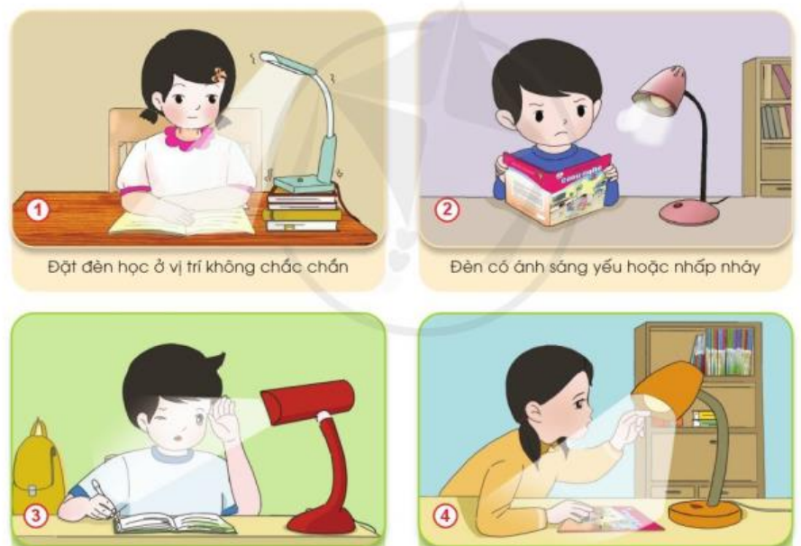 1
Đặt đèn học ở vị trí không chắc chắn
2
Đèn có ánh sáng yếu hoặc nhấp nháy
3
4